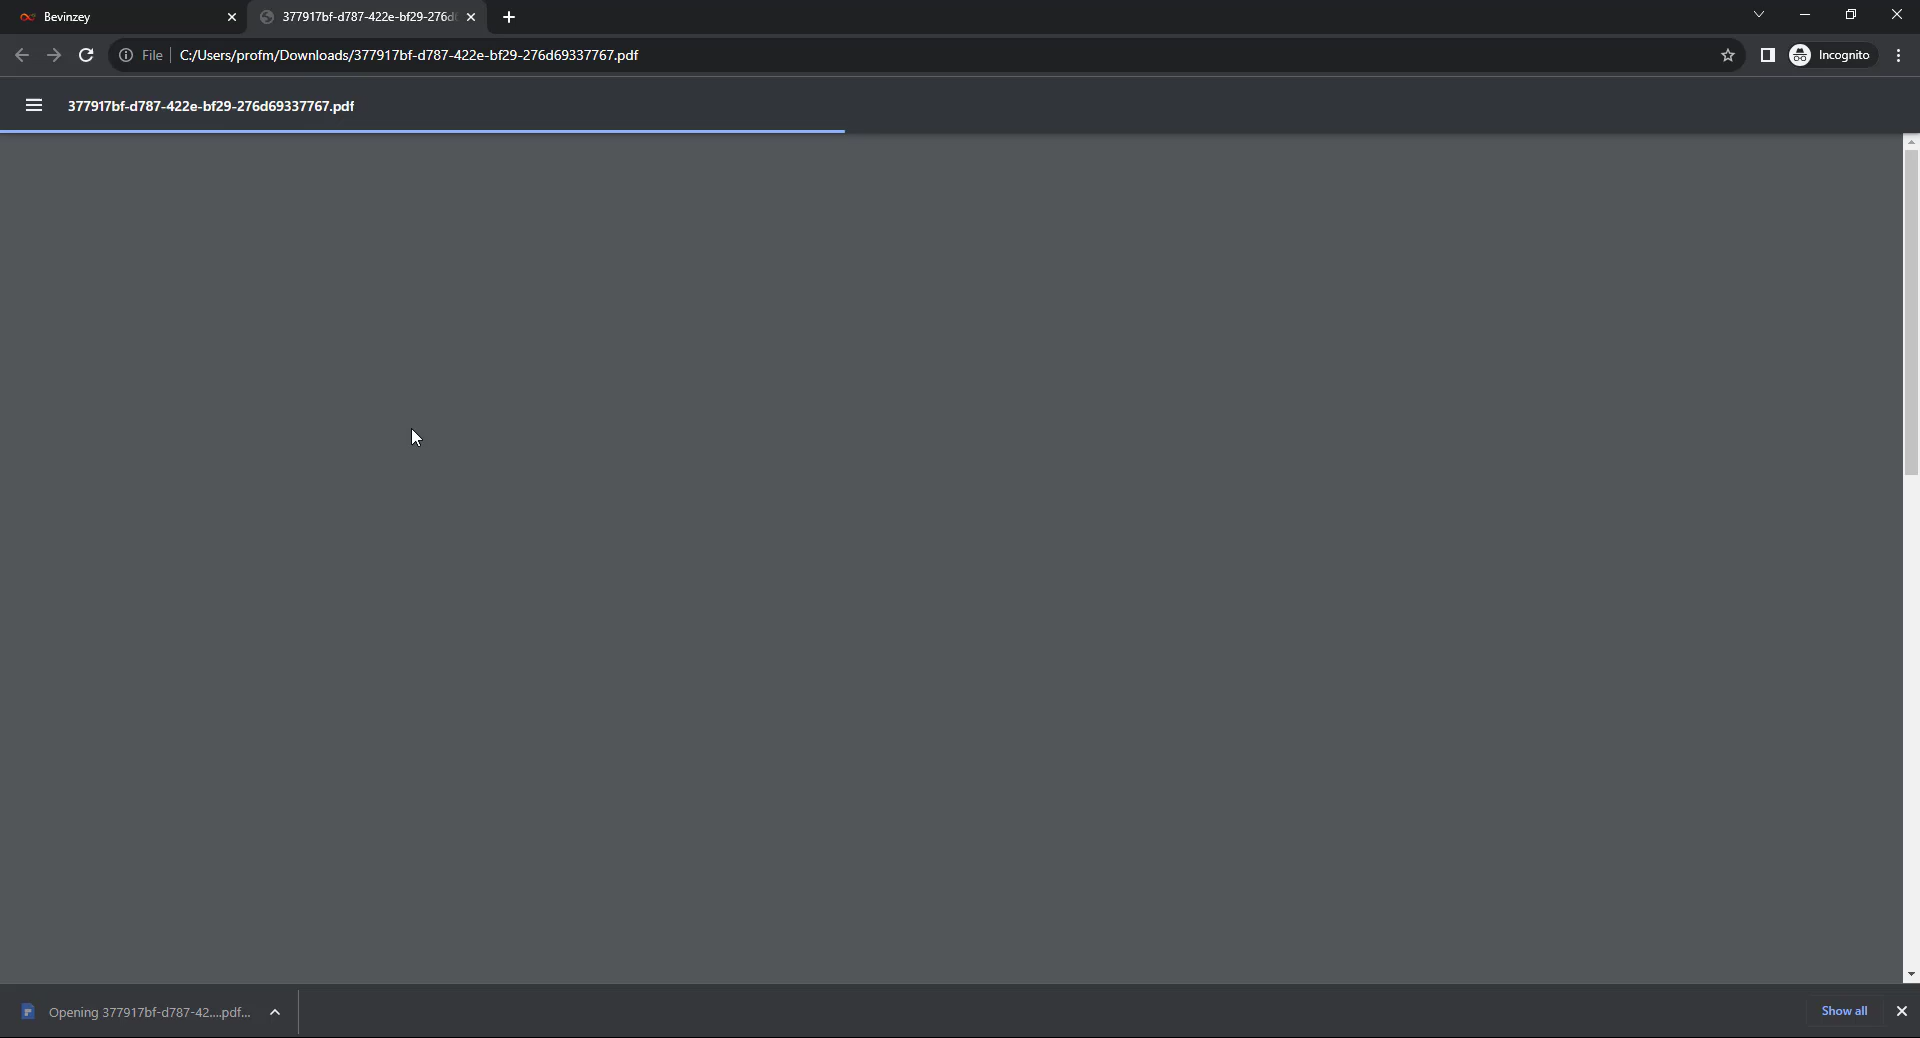 Bevinzey
377917bf-d787-422e-bf29-276d
File
C:/Users/profm/Downloads/377917bf-d787-422e-bf29-276d69337767.pdf
Incognito
377917bf-d787-422e-bf29-276d69337767.pdf
Opening 377917bf-d787-42....pdf...
Show all